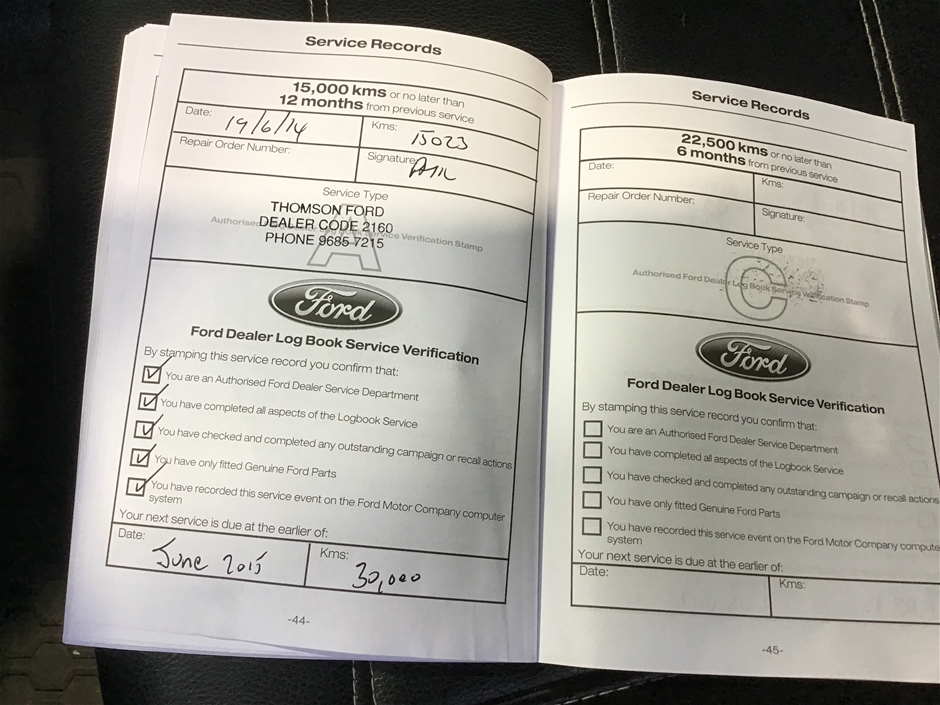 Service Records
15,000 kms or no later than
12 months from previous service
Date: 19/6/14
Kms: 15023
Repair Order Number:
Signature:
Service Type
A
THOMSON FORD
DEALER CODE 2160
PHONE 9685 7215
Authorised Ford Dealer Log Book Service Verification Stamp
Ford
Ford Dealer Log Book Service Verification
By stamping this service record you confirm that:
You are an Authorised Ford Dealer Service Department
You have completed all aspects of the Logbook Service
You have checked and completed any outstanding campaign or recall actions
You have only fitted Genuine Ford Parts
You have recorded this service event on the Ford Motor Company computer
system
Your next service is due at the earlier of:
Date: June 2015
Kms: 30,000
-44-
Service Records
22,500 kms or no later than
6 months from previous service
Date:
Kms:
Repair Order Number:
Signature:
Service Type
C
Authorised Ford Dealer Log Book Service Verification Stamp
Ford
Ford Dealer Log Book Service Verification
By stamping this service record you confirm that:
You are an Authorised Ford Dealer Service Department
You have completed all aspects of the Logbook Service
You have checked and completed any outstanding campaign or recall actions
You have only fitted Genuine Ford Parts
You have recorded this service event on the Ford Motor Company compute
system
Your next service is due at the earlier of:
Date:
Kms:
-45-